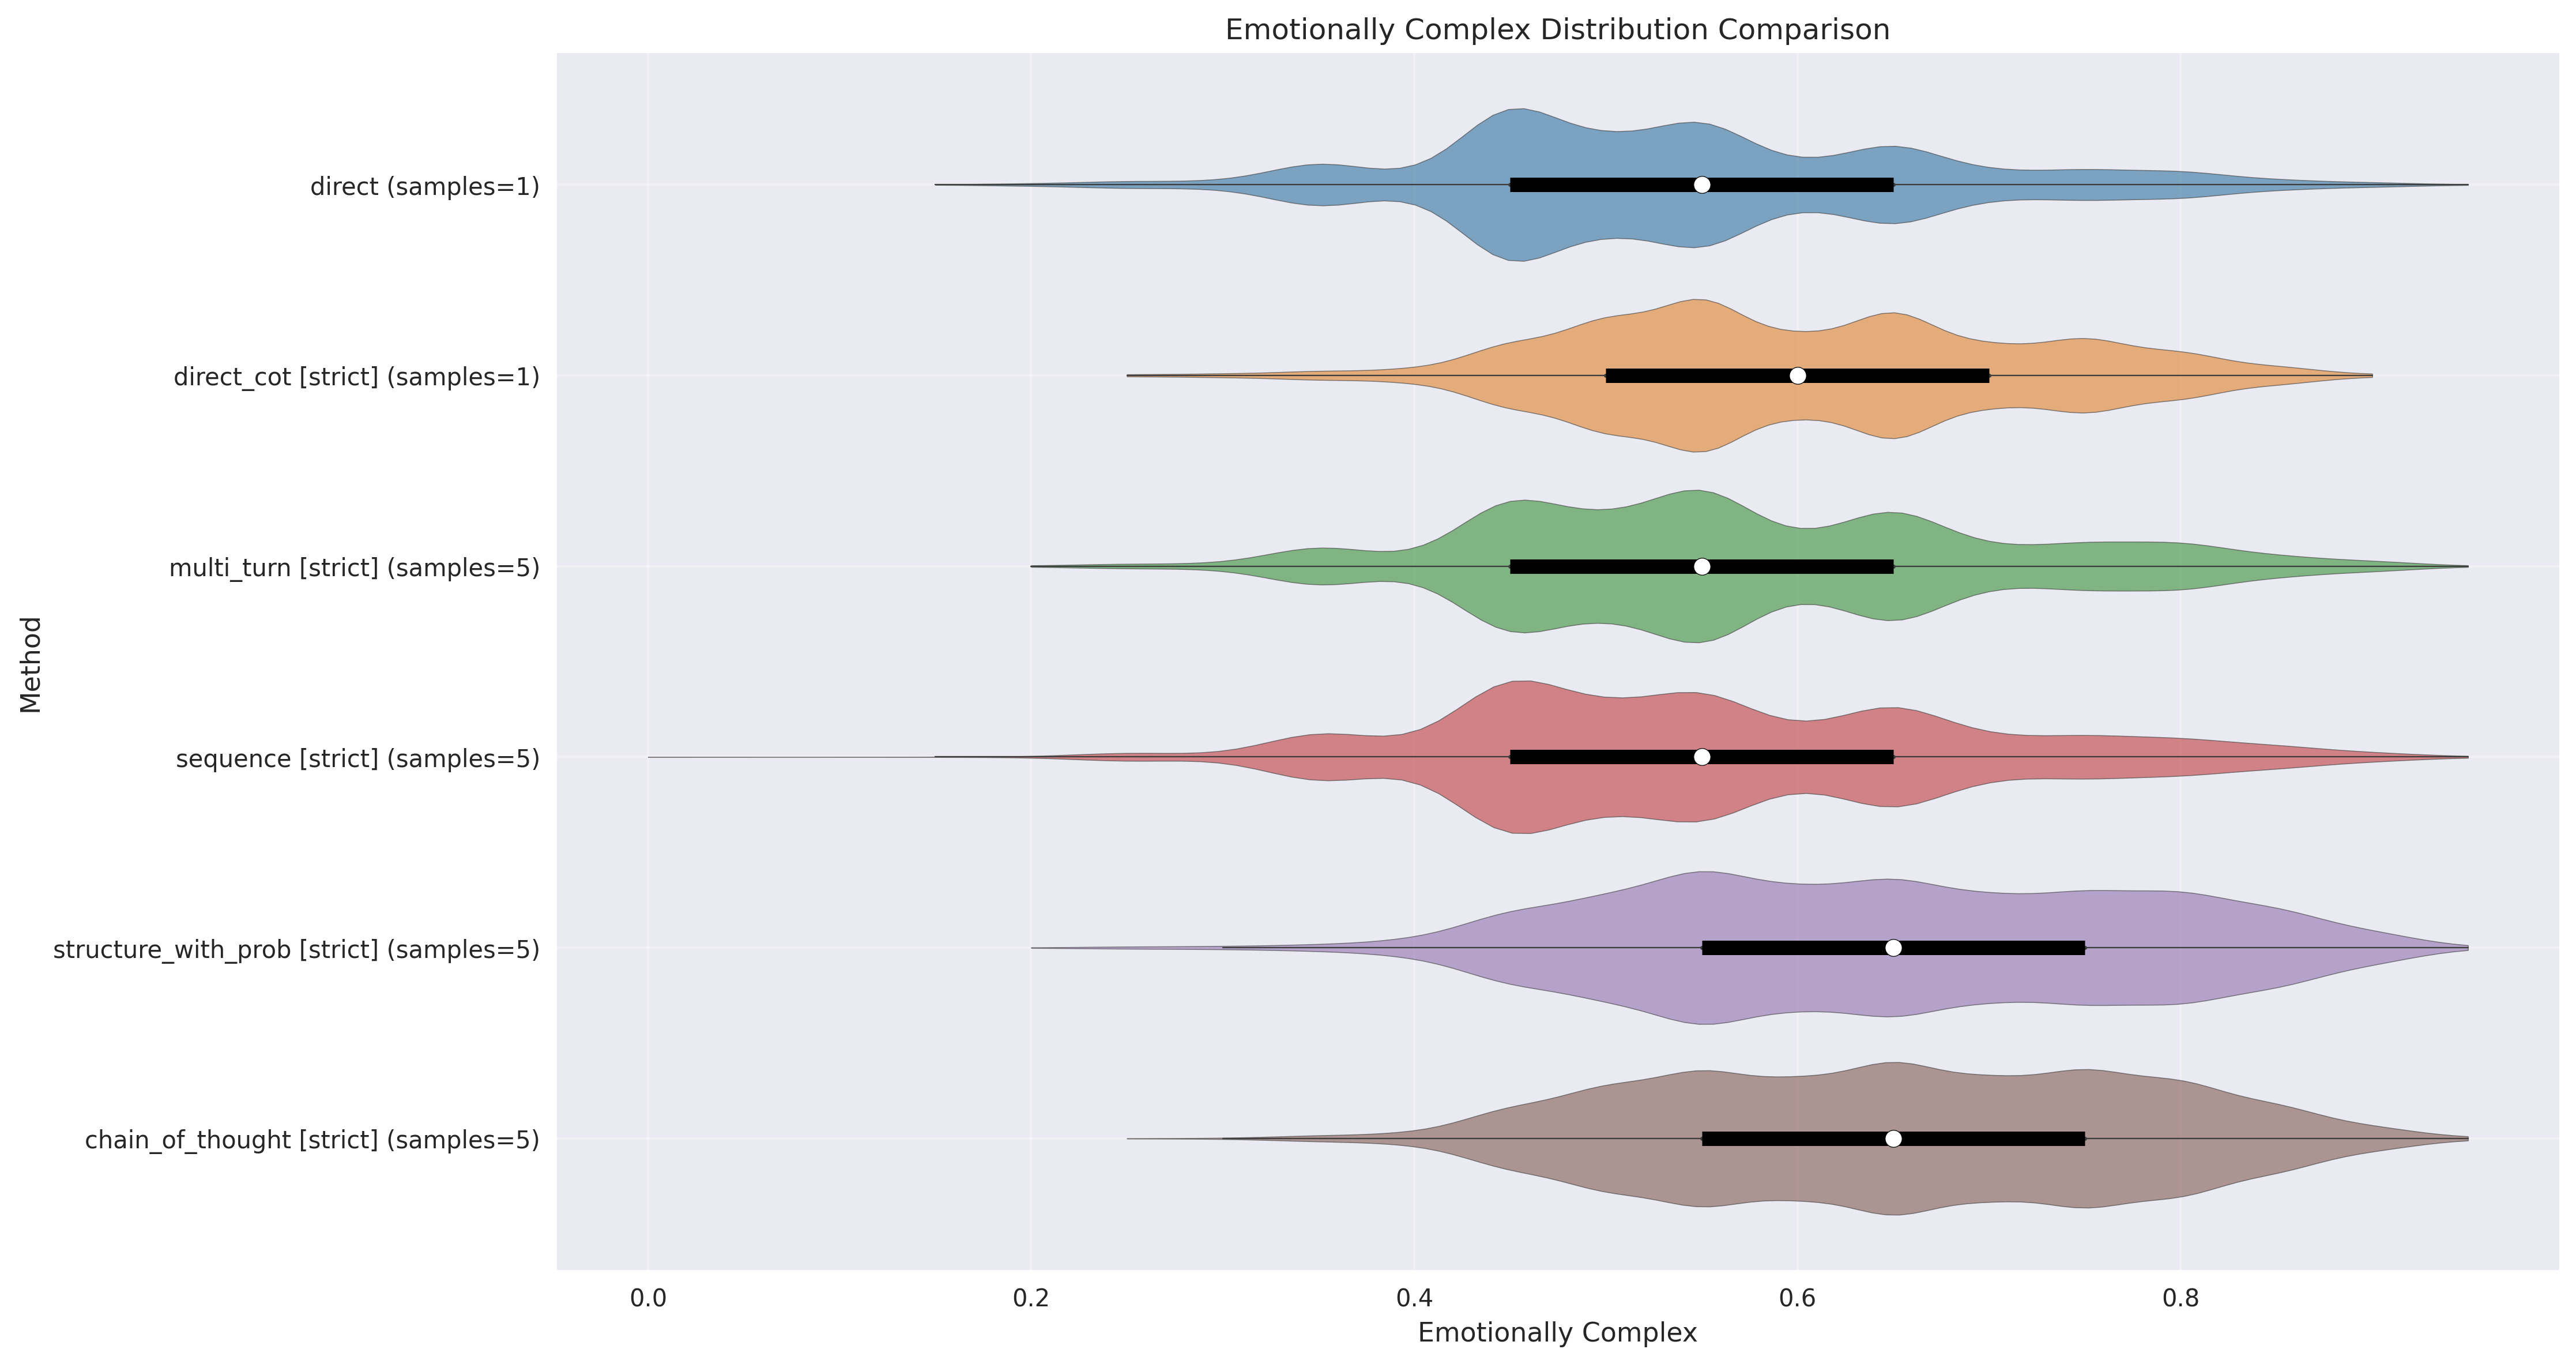 Emotionally Complex Distribution Comparison
Method
direct (samples=1)
direct_cot [strict] (samples=1)
multi_turn [strict] (samples=5)
sequence [strict] (samples=5)
structure_with_prob [strict] (samples=5)
chain_of_thought [strict] (samples=5)
0.0 0.2 0.4 0.6 0.8
Emotionally Complex